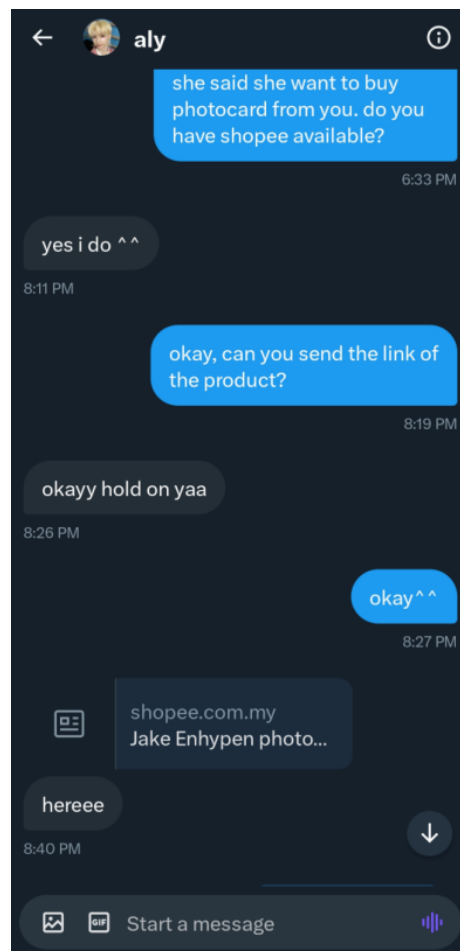 aly
she said she want to buy
photocard from you. do you
have shopee available?
6:33 PM
yes i do ^^
8:11 PM
okay, can you send the link of
the product?
8:19 PM
okayy hold on yaa
8:26 PM
okay^^
8:27 PM
shopee.com.my
Jake Enhypen photo...
hereee
8:40 PM
GIF
Start a message